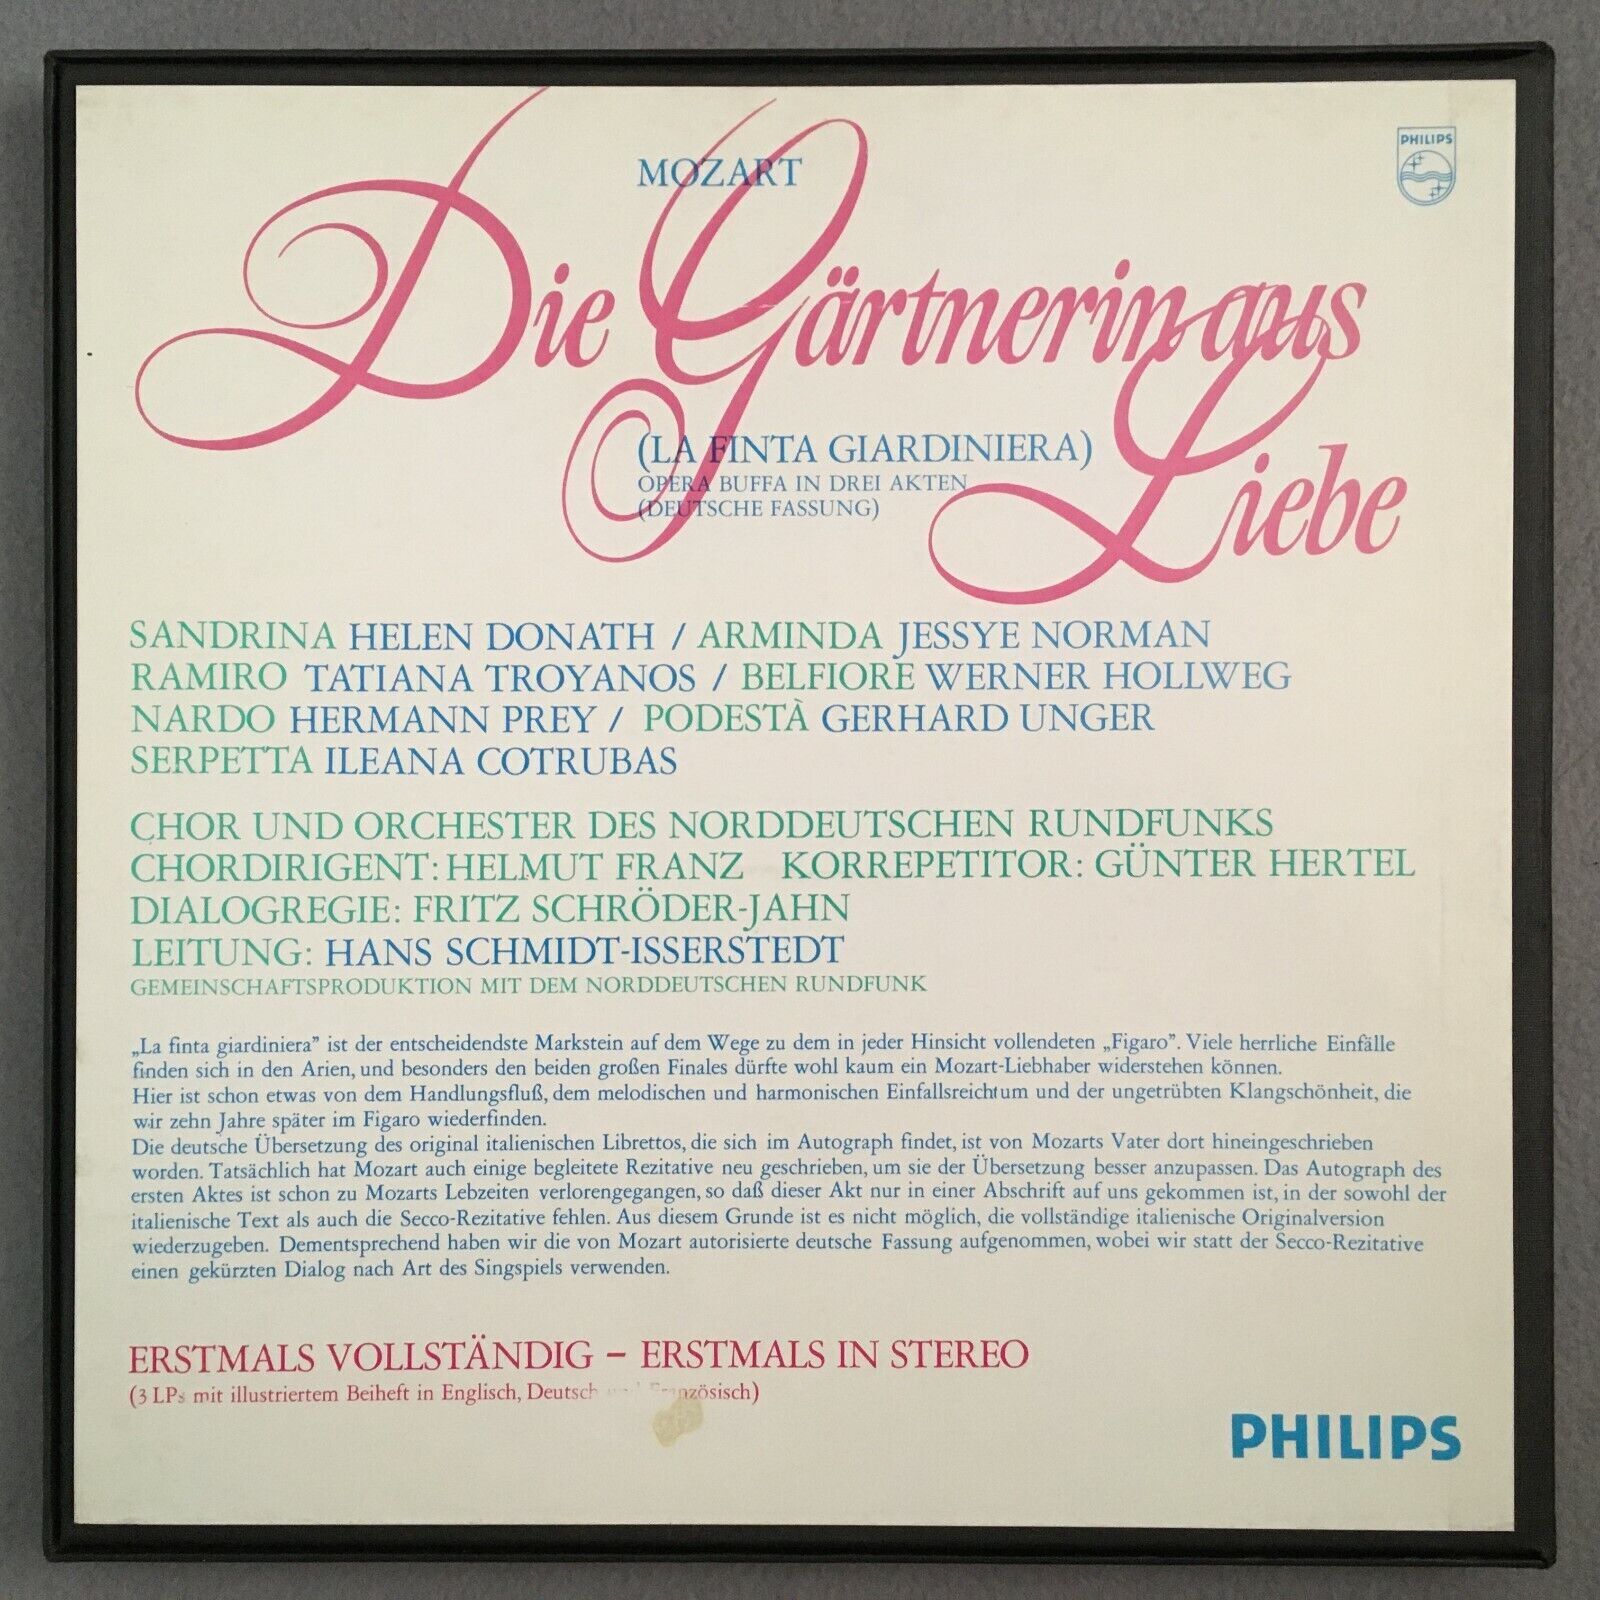 PHILIPS
MOZART
Die Gärtnerin aus
Liebe
(LA FINTA GIARDINIERA)
OPERA BUFFA IN DREI AKTEN
(DEUTSCHE FASSUNG)
SANDRINA HELEN DONATH / ARMINDA JESSYE NORMAN
RAMIRO TATIANA TROYANOS / BELFIORE WERNER HOLLWEG
NARDO HERMANN PREY / PODESTÀ GERHARD UNGER
SERPETTA ILEANA COTRUBAS
CHOR UND ORCHESTER DES NORDDEUTSCHEN RUNDFUNKS
CHORDIRIGENT: HELMUT FRANZ KORREPETITOR: GÜNTER HERTEL
DIALOGREGIE: FRITZ SCHRÖDER-JAHN
LEITUNG: HANS SCHMIDT-ISSERSTEDT
GEMEINSCHAFTSPRODUKTION MIT DEM NORDDEUTSCHEN RUNDFUNK
„La finta giardiniera” ist der entscheidendste Markstein auf dem Wege zu dem in jeder Hinsicht vollendeten „Figaro”. Viele herrliche Einfälle
finden sich in den Arien, und besonders den beiden großen Finales dürfte wohl kaum ein Mozart-Liebhaber widerstehen können.
Hier ist schon etwas von dem Handlungsfluß, dem melodischen und harmonischen Einfallsreichtum und der ungetrübten Klangschönheit, die
wir zehn Jahre später im Figaro wiederfinden.
Die deutsche Übersetzung des original italienischen Librettos, die sich im Autograph findet, ist von Mozarts Vater dort hineingeschrieben
worden. Tatsächlich hat Mozart auch einige begleitete Rezitative neu geschrieben, um sie der Übersetzung besser anzupassen. Das Autograph des
ersten Aktes ist schon zu Mozarts Lebzeiten verlorengegangen, so daß dieser Akt nur in einer Abschrift auf uns gekommen ist, in der sowohl der
italienische Text als auch die Secco-Rezitative fehlen. Aus diesem Grunde ist es nicht möglich, die vollständige italienische Originalversion
wiederzugeben. Dementsprechend haben wir die von Mozart autorisierte deutsche Fassung aufgenommen, wobei wir statt der Secco-Rezitative
einen gekürzten Dialog nach Art des Singspiels verwenden.
ERSTMALS VOLLSTÄNDIG – ERSTMALS IN STEREO
(3 LPs mit illustriertem Beiheft in Englisch, Deutsch und Französisch)
PHILIPS